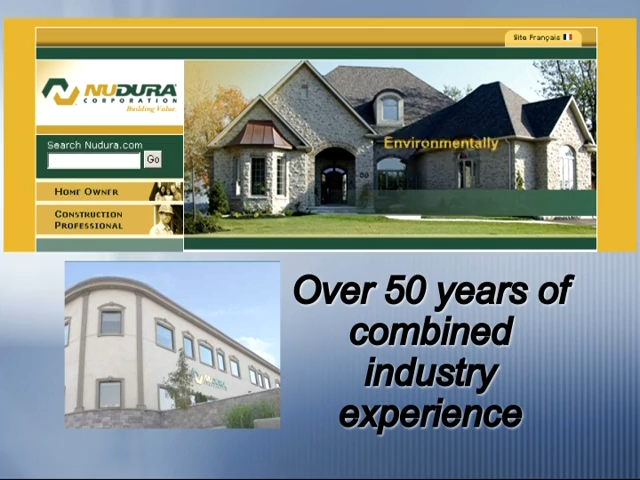 Site Français
NUDURA
CORPORATION
Building Value
Search Nudura.com
Go
HOME OWNER
CONSTRUCTION
PROFESSIONAL
Environmentally
NUDURA
Over 50 years of
combined
industry
experience